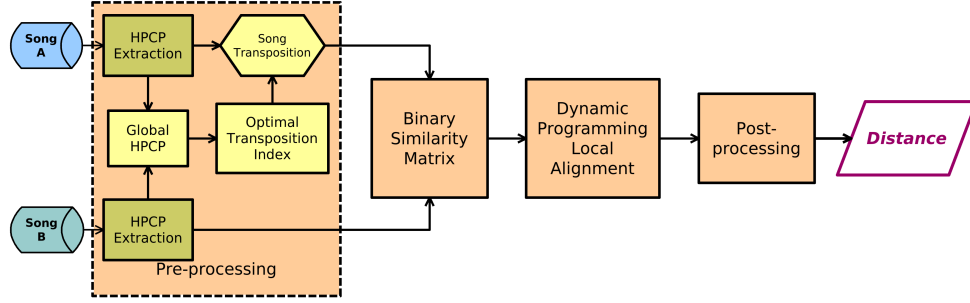 Song
A
HPCP
Extraction
Song
Transposition
Global
HPCP
Optimal
Transposition
Index
Song
B
HPCP
Extraction
Pre-processing
Binary
Similarity
Matrix
Dynamic
Programming
Local
Alignment
Post-
processing
Distance